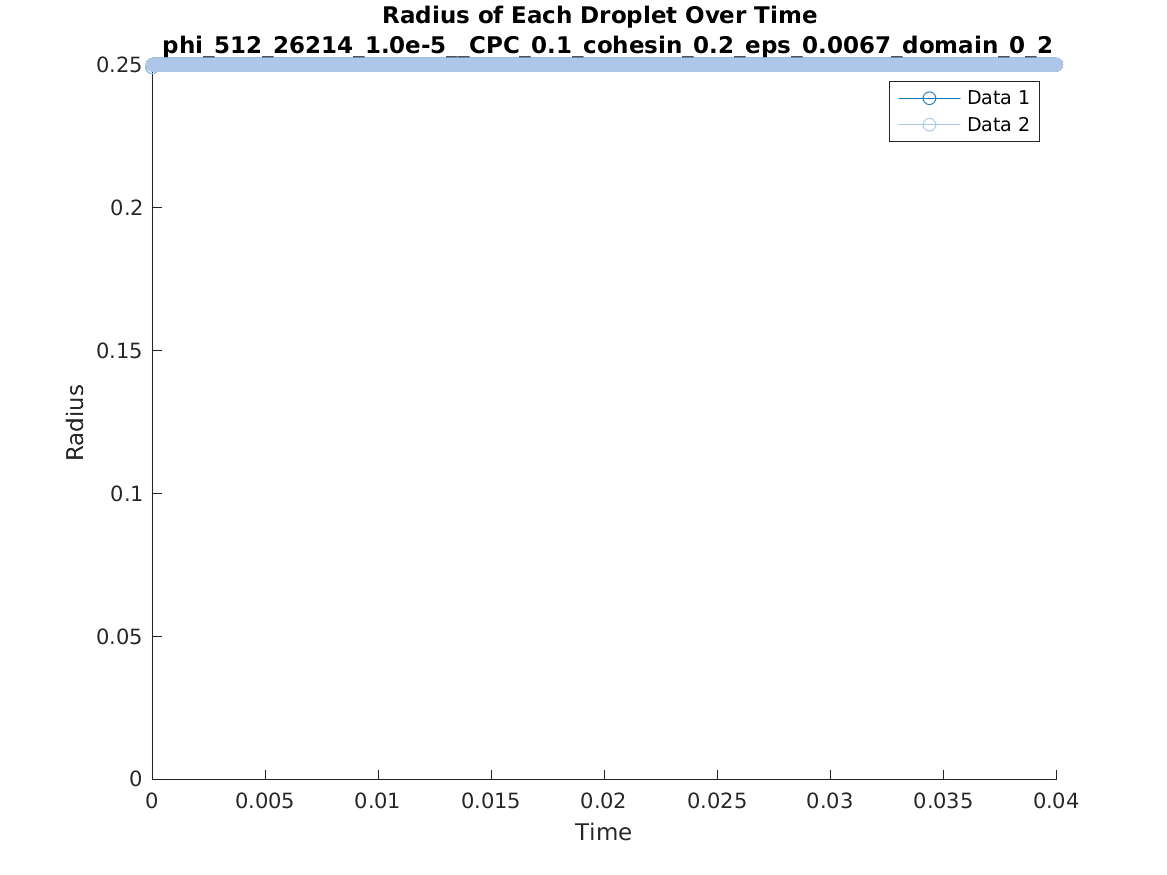 Radius of Each Droplet Over Time
phi_512_26214_1.0e-5__CPC_0.1_cohesin_0.2_eps_0.0067_domain_0_2
0.25
Data 1
Data 2
0.2
0.15
Radius
0.1
0.05
0
0 0.005 0.01 0.015 0.02 0.025 0.03 0.035 0.04
Time